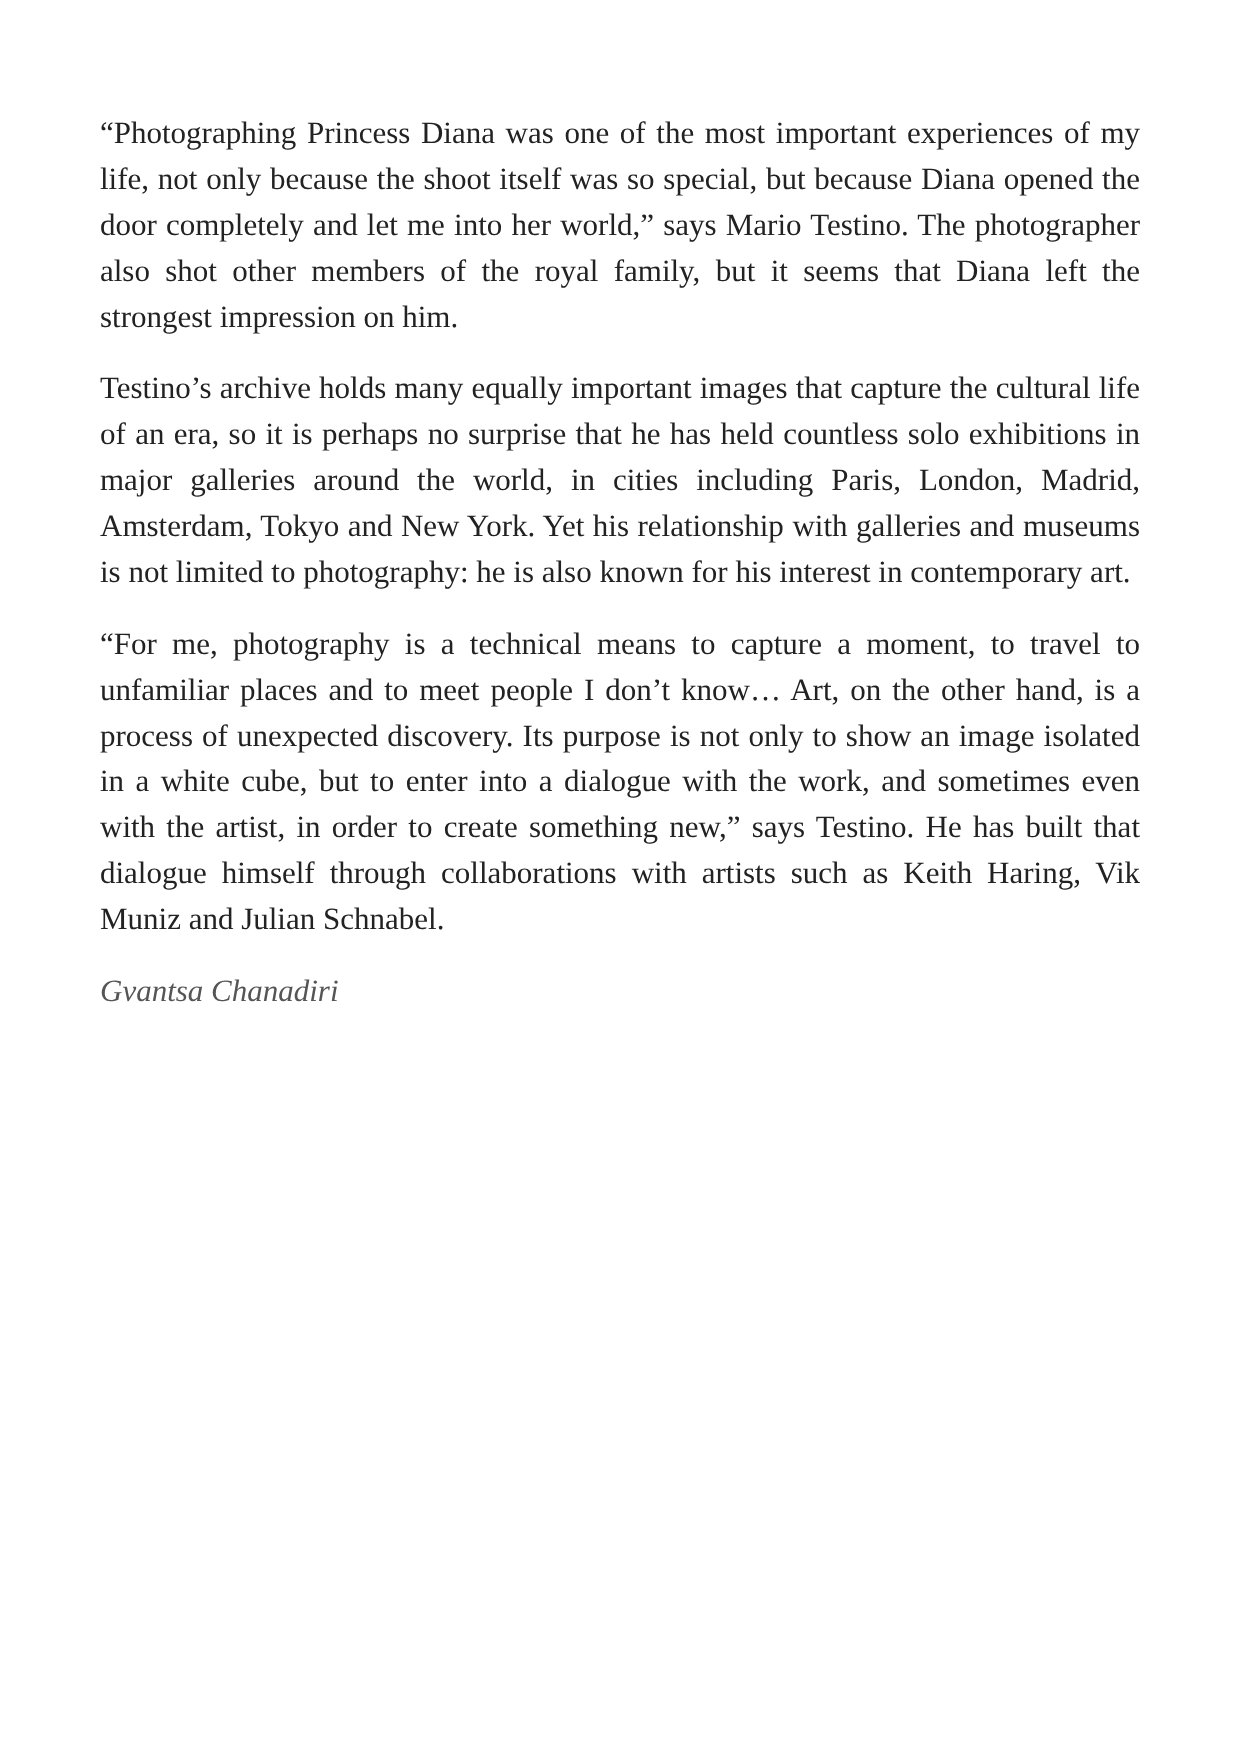 “Photographing Princess Diana was one of the most important experiences of my
life, not only because the shoot itself was so special, but because Diana opened the
door completely and let me into her world,” says Mario Testino. The photographer
also shot other members of the royal family, but it seems that Diana left the
strongest impression on him.
Testino’s archive holds many equally important images that capture the cultural life
of an era, so it is perhaps no surprise that he has held countless solo exhibitions in
major galleries around the world, in cities including Paris, London, Madrid,
Amsterdam, Tokyo and New York. Yet his relationship with galleries and museums
is not limited to photography: he is also known for his interest in contemporary art.
“For me, photography is a technical means to capture a moment, to travel to
unfamiliar places and to meet people I don’t know… Art, on the other hand, is a
process of unexpected discovery. Its purpose is not only to show an image isolated
in a white cube, but to enter into a dialogue with the work, and sometimes even
with the artist, in order to create something new,” says Testino. He has built that
dialogue himself through collaborations with artists such as Keith Haring, Vik
Muniz and Julian Schnabel.
Gvantsa Chanadiri